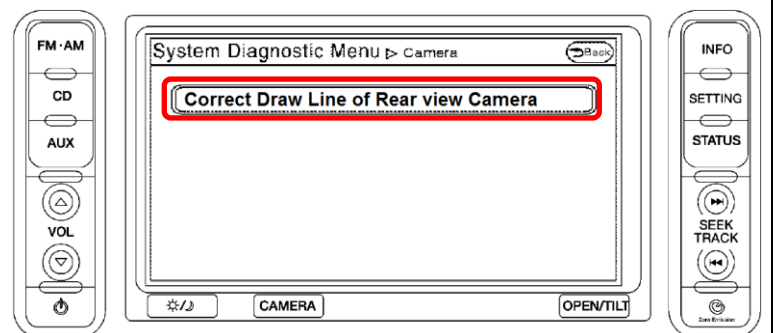 FM·AM
CD
AUX
VOL
System Diagnostic Menu ▷ Camera
Back
Correct Draw Line of Rear view Camera
CAMERA
OPEN/TILT
INFO
SETTING
STATUS
SEEK
TRACK
Zero Emission